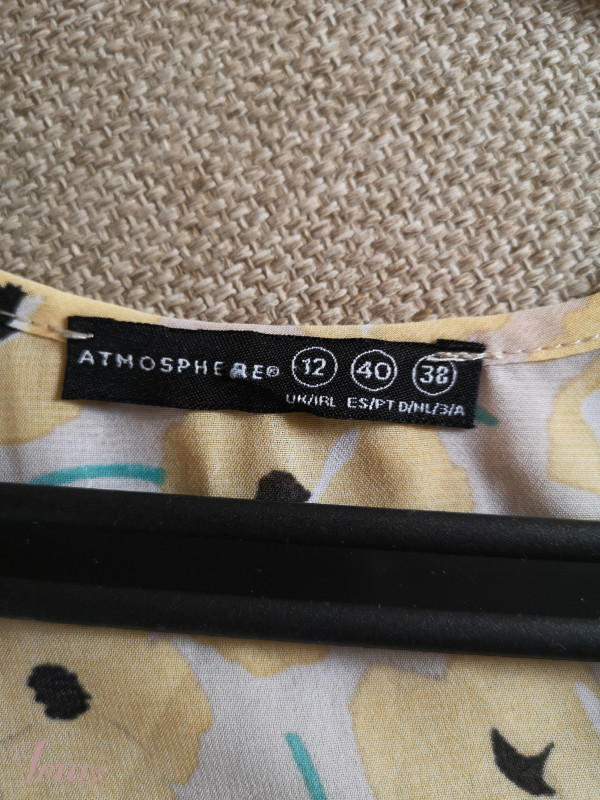 ATMOSPHERE® 12 40 38
UK/IRL ES/PT D/NL/B/A